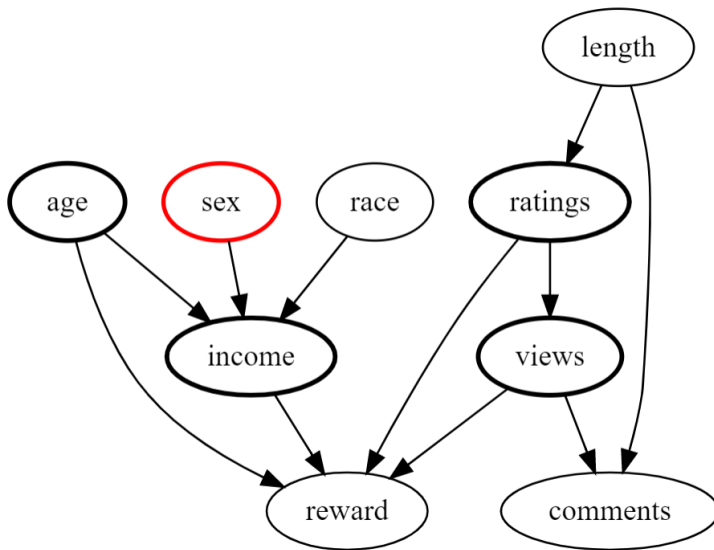 length
age
sex
race
ratings
income
views
reward
comments